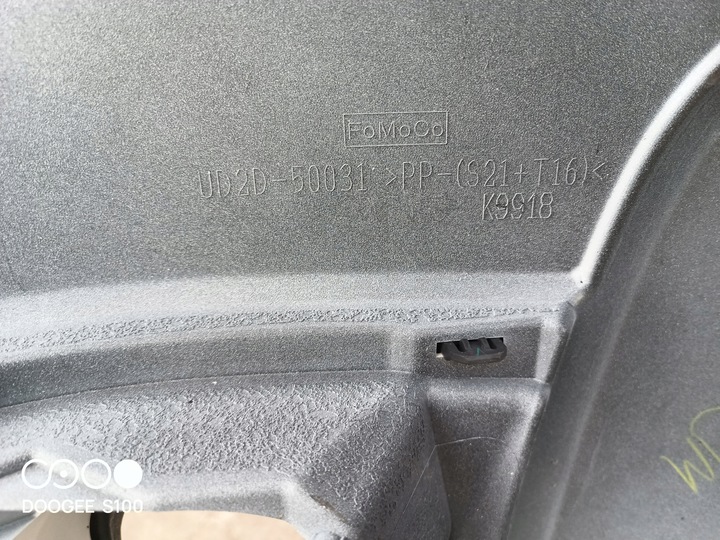 FoMoCo
UD2D-50031 >PP-(S21+T16)<
K9918
DOOGEE S100